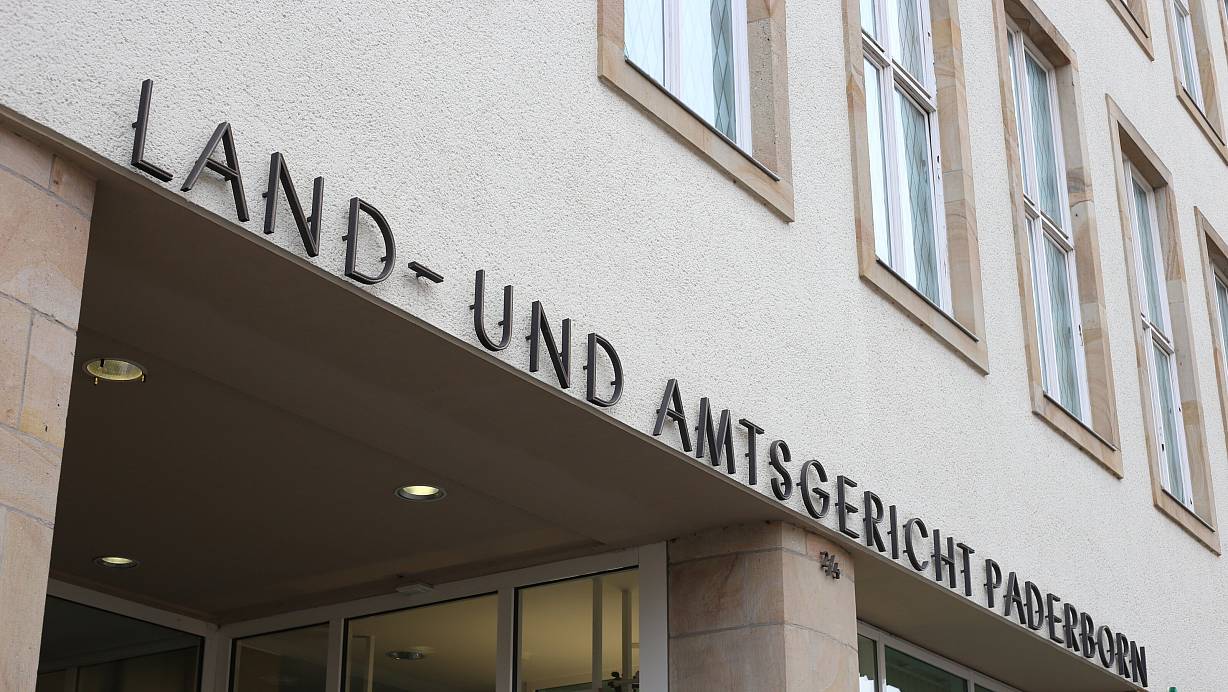 LAND- UND AMTSGERICHT PADERBORN